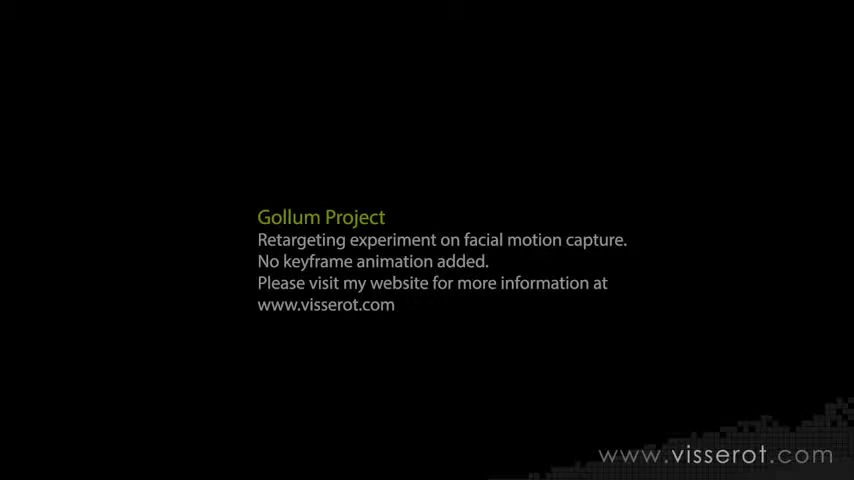 Gollum Project
Retargeting experiment on facial motion capture.
No keyframe animation added.
Please visit my website for more information at
www.visserot.com
www.visserot.com